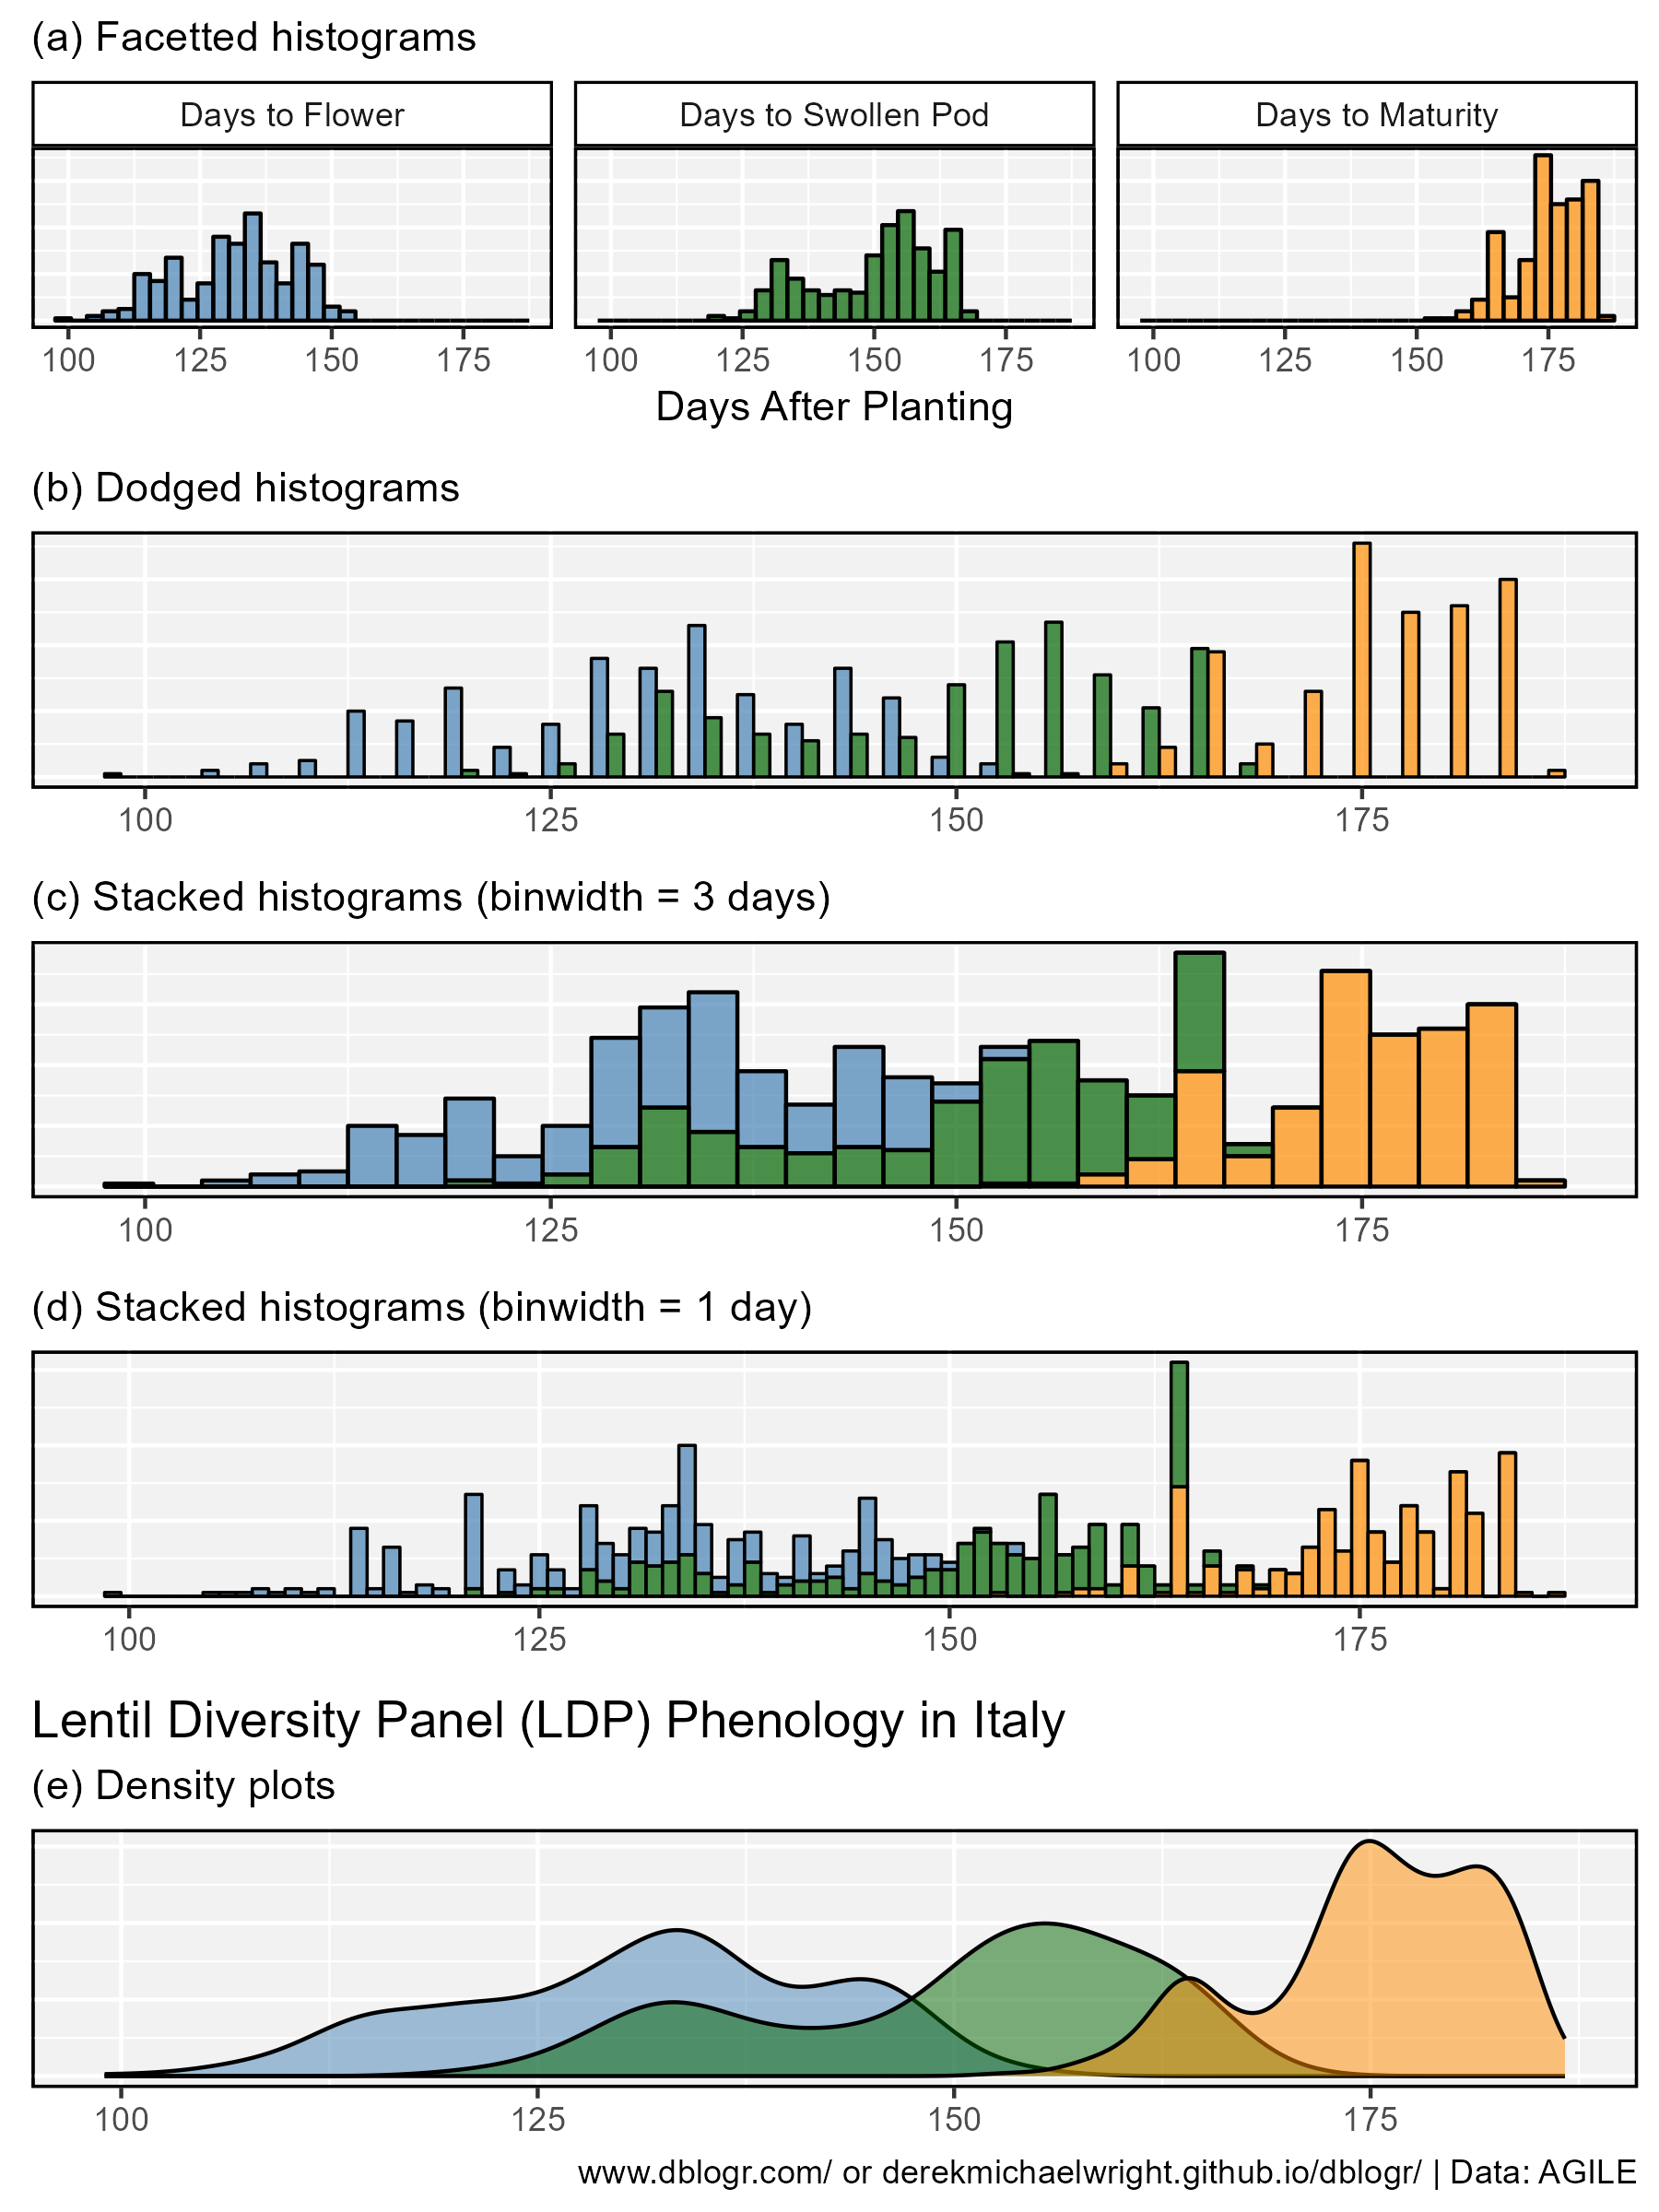 (a) Facetted histograms
Days to Flower
Days to Swollen Pod
Days to Maturity
100 125 150 175
100 125 150 175
100 125 150 175
Days After Planting
(b) Dodged histograms
100 125 150 175
(c) Stacked histograms (binwidth = 3 days)
100 125 150 175
(d) Stacked histograms (binwidth = 1 day)
100 125 150 175
Lentil Diversity Panel (LDP) Phenology in Italy
(e) Density plots
100 125 150 175
www.dblogr.com/ or derekmichaelwright.github.io/dblogr/ | Data: AGILE